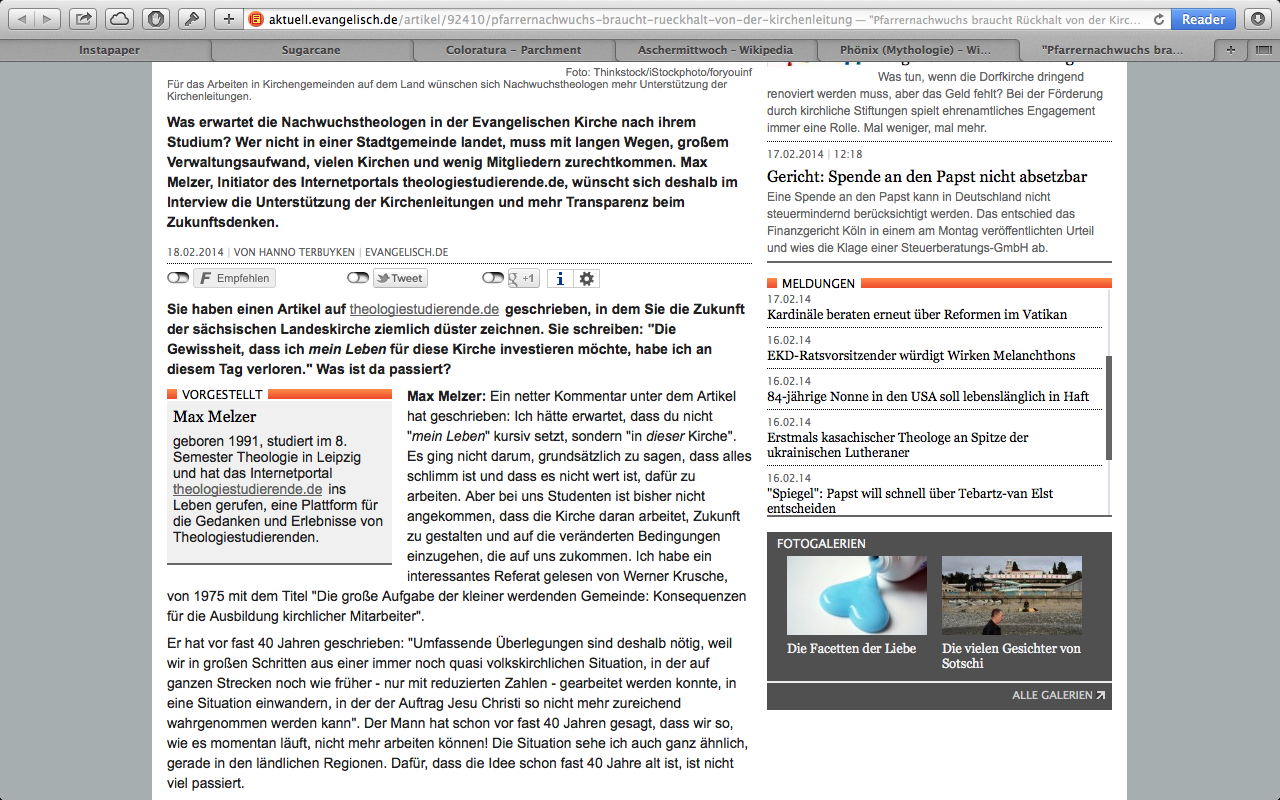 aktuell.evangelisch.de/artikel/92410/pfarrernachwuchs-braucht-rueckhalt-von-der-kirchenleitung — "Pfarrernachwuchs braucht Rückhalt von der Kirc...
Reader
Instapaper
Sugarcane
Coloratura – Parchment
Aschermittwoch – Wikipedia
Phönix (Mythologie) – Wi...
"Pfarrernachwuchs bra...
Foto: Thinkstock/iStockphoto/foryouinf
Für das Arbeiten in Kirchengemeinden auf dem Land wünschen sich Nachwuchstheologen mehr Unterstützung der
Kirchenleitungen.
Was erwartet die Nachwuchstheologen in der Evangelischen Kirche nach ihrem
Studium? Wer nicht in einer Stadtgemeinde landet, muss mit langen Wegen, großem
Verwaltungsaufwand, vielen Kirchen und wenig Mitgliedern zurechtkommen. Max
Melzer, Initiator des Internetportals theologiestudierende.de, wünscht sich deshalb im
Interview die Unterstützung der Kirchenleitungen und mehr Transparenz beim
Zukunftsdenken.
18.02.2014 | VON HANNO TERBUYKEN | EVANGELISCH.DE
Empfehlen
Tweet
+1
Sie haben einen Artikel auf theologiestudierende.de geschrieben, in dem Sie die Zukunft
der sächsischen Landeskirche ziemlich düster zeichnen. Sie schreiben: "Die
Gewissheit, dass ich mein Leben für diese Kirche investieren möchte, habe ich an
diesem Tag verloren." Was ist da passiert?
VORGESTELLT
Max Melzer
geboren 1991, studiert im 8.
Semester Theologie in Leipzig
und hat das Internetportal
theologiestudierende.de ins
Leben gerufen, eine Plattform für
die Gedanken und Erlebnisse von
Theologiestudierenden.
Max Melzer: Ein netter Kommentar unter dem Artikel
hat geschrieben: Ich hätte erwartet, dass du nicht
"mein Leben" kursiv setzt, sondern "in dieser Kirche".
Es ging nicht darum, grundsätzlich zu sagen, dass alles
schlimm ist und dass es nicht wert ist, dafür zu
arbeiten. Aber bei uns Studenten ist bisher nicht
angekommen, dass die Kirche daran arbeitet, Zukunft
zu gestalten und auf die veränderten Bedingungen
einzugehen, die auf uns zukommen. Ich habe ein
interessantes Referat gelesen von Werner Krusche,
von 1975 mit dem Titel "Die große Aufgabe der kleiner werdenden Gemeinde: Konsequenzen
für die Ausbildung kirchlicher Mitarbeiter".
Er hat vor fast 40 Jahren geschrieben: "Umfassende Überlegungen sind deshalb nötig, weil
wir in großen Schritten aus einer immer noch quasi volkskirchlichen Situation, in der auf
ganzen Strecken noch wie früher - nur mit reduzierten Zahlen - gearbeitet werden konnte, in
eine Situation einwandern, in der der Auftrag Jesu Christi so nicht mehr zureichend
wahrgenommen werden kann". Der Mann hat schon vor fast 40 Jahren gesagt, dass wir so,
wie es momentan läuft, nicht mehr arbeiten können! Die Situation sehe ich auch ganz ähnlich,
gerade in den ländlichen Regionen. Dafür, dass die Idee schon fast 40 Jahre alt ist, ist nicht
viel passiert.
Was tun, wenn die Dorfkirche dringend
renoviert werden muss, aber das Geld fehlt? Bei der Förderung
durch kirchliche Stiftungen spielt ehrenamtliches Engagement
immer eine Rolle. Mal weniger, mal mehr.
17.02.2014 | 12:18
Gericht: Spende an den Papst nicht absetzbar
Eine Spende an den Papst kann in Deutschland nicht
steuermindernd berücksichtigt werden. Das entschied das
Finanzgericht Köln in einem am Montag veröffentlichten Urteil
und wies die Klage einer Steuerberatungs-GmbH ab.
MELDUNGEN
17.02.14
Kardinäle beraten erneut über Reformen im Vatikan
16.02.14
EKD-Ratsvorsitzender würdigt Wirken Melanchthons
16.02.14
84-jährige Nonne in den USA soll lebenslänglich in Haft
16.02.14
Erstmals kasachischer Theologe an Spitze der
ukrainischen Lutheraner
16.02.14
"Spiegel": Papst will schnell über Tebartz-van Elst
entscheiden
FOTOGALERIEN
Die Facetten der Liebe
Die vielen Gesichter von
Sotschi
ALLE GALERIEN